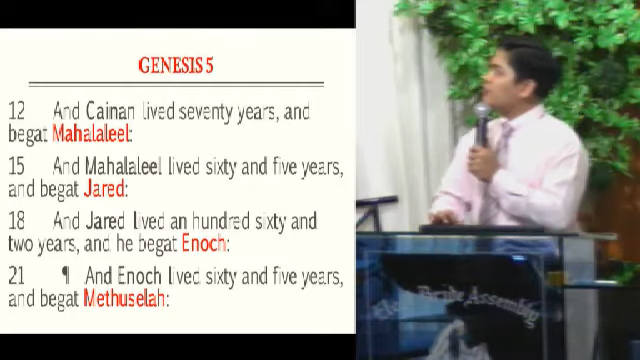 GENESIS 5
12 And Cainan lived seventy years, and
begat Mahalaleel:
15 And Mahalaleel lived sixty and five years,
and begat Jared:
18 And Jared lived an hundred sixty and
two years, and he begat Enoch:
21 ¶ And Enoch lived sixty and five years,
and begat Methuselah:
Bride Assembly